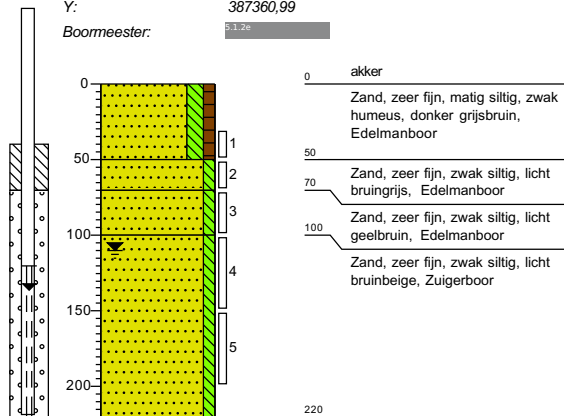 Y: 387360,99
Boormeester: 5.1.2e
0
50
100
150
200
1
2
3
4
5
0 akker
Zand, zeer fijn, matig siltig, zwak
humeus, donker grijsbruin,
Edelmanboor
50
Zand, zeer fijn, zwak siltig, licht
bruingrijs, Edelmanboor
70
Zand, zeer fijn, zwak siltig, licht
geelbruin, Edelmanboor
100
Zand, zeer fijn, zwak siltig, licht
bruinbeige, Zuigerboor
220